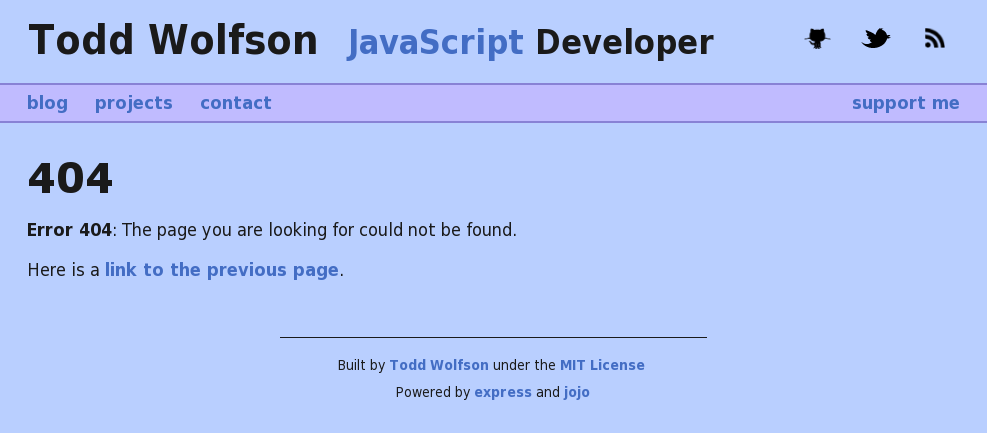 Todd Wolfson JavaScript Developer
blog projects contact support me
404
Error 404: The page you are looking for could not be found.
Here is a link to the previous page.
Built by Todd Wolfson under the MIT License
Powered by express and jojo